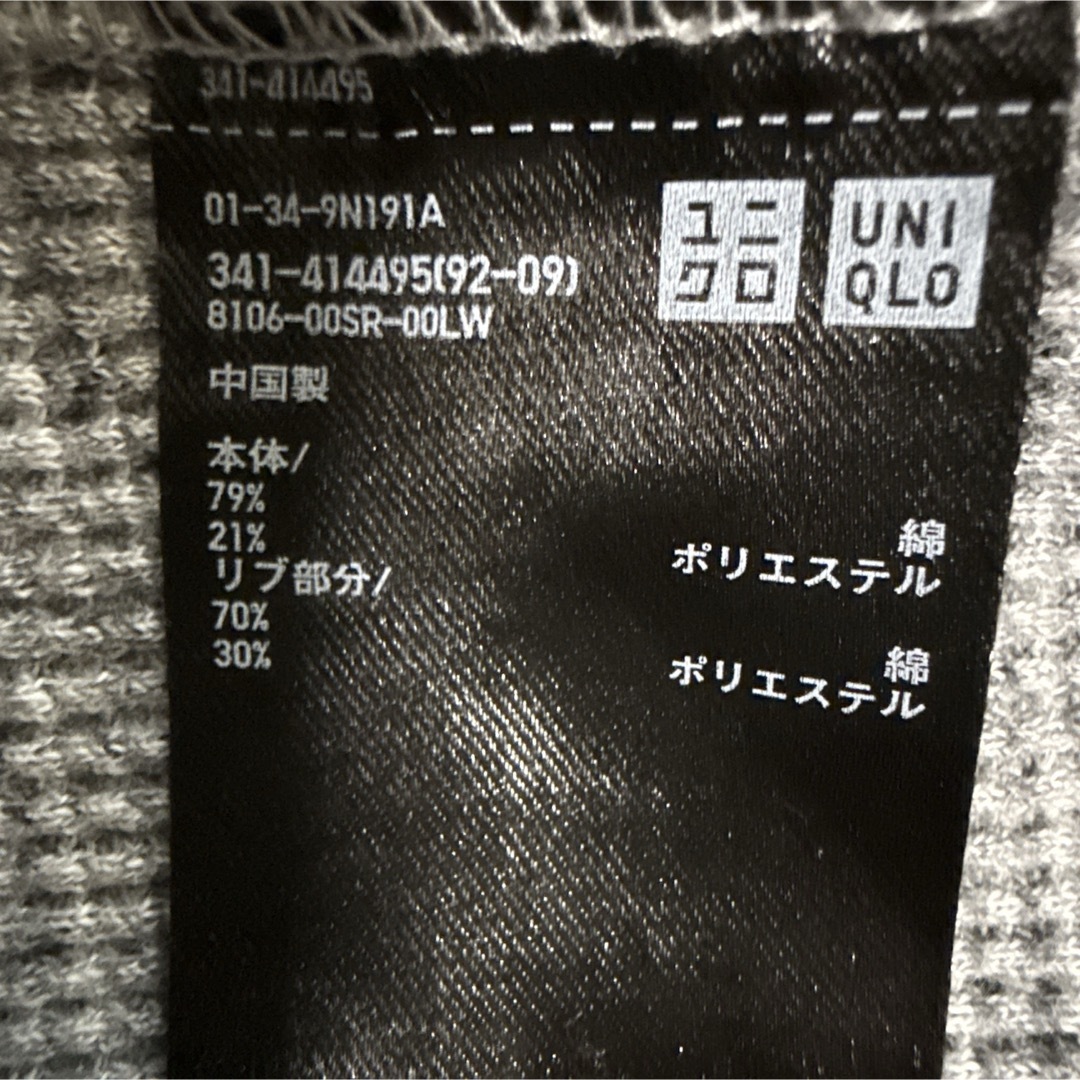 341-414495
01-34-9N191A
341-414495(92-09)
8106-00SR-00LW
ユニ
クロ
UNI
QLO
中国製
本体/
79% 綿
21% ポリエステル
リブ部分/
70% 綿
30% ポリエステル